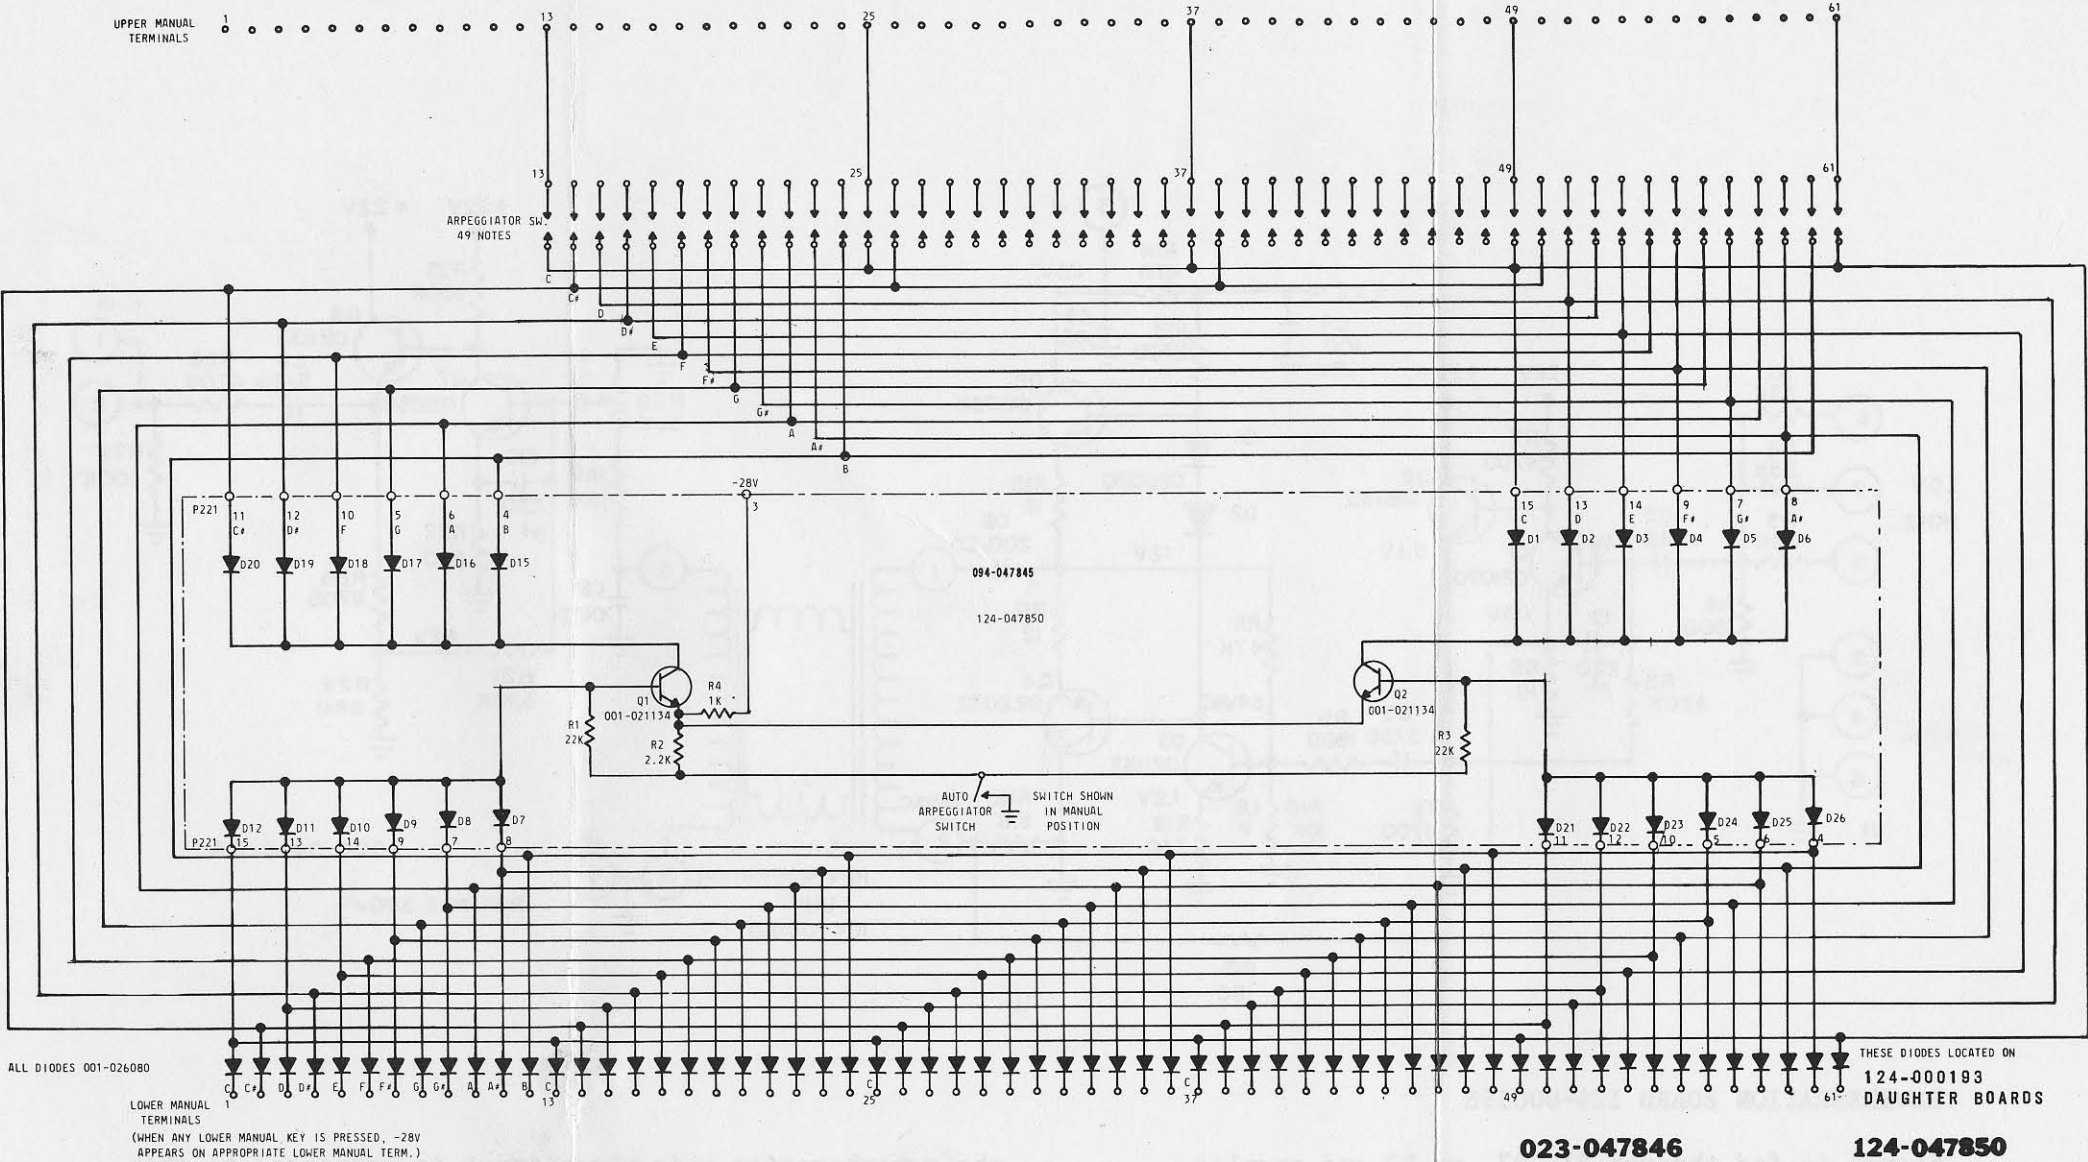 UPPER MANUAL
TERMINALS
1
13
25
37
49
61
13
25
37
49
61
ARPEGGIATOR SW.
49 NOTES
C
C#
D
D#
E
F
F#
G
G#
A
A#
B
-28V
3
P221
11
C#
12
D#
10
F
5
G
6
A
4
B
15
C
13
D
14
E
9
F#
7
G#
8
A#
D20
D19
D18
D17
D16
D15
D1
D2
D3
D4
D5
D6
094-047845
124-047850
Q1
001-021134
R4
1K
R1
22K
R2
2.2K
Q2
001-021134
R3
22K
AUTO
ARPEGGIATOR
SWITCH
SWITCH SHOWN
IN MANUAL
POSITION
D12
D11
D10
D9
D8
D7
D21
D22
D23
D24
D25
D26
P221
15
13
14
9
7
8
11
12
10
5
6
4
ALL DIODES 001-026080
C
C#
D
D#
E
F
F#
G
G#
A
A#
B
C
C
C
1
13
25
37
49
61
LOWER MANUAL
TERMINALS
(WHEN ANY LOWER MANUAL KEY IS PRESSED, -28V
APPEARS ON APPROPRIATE LOWER MANUAL TERM.)
THESE DIODES LOCATED ON
124-000193
DAUGHTER BOARDS
023-047846
124-047850